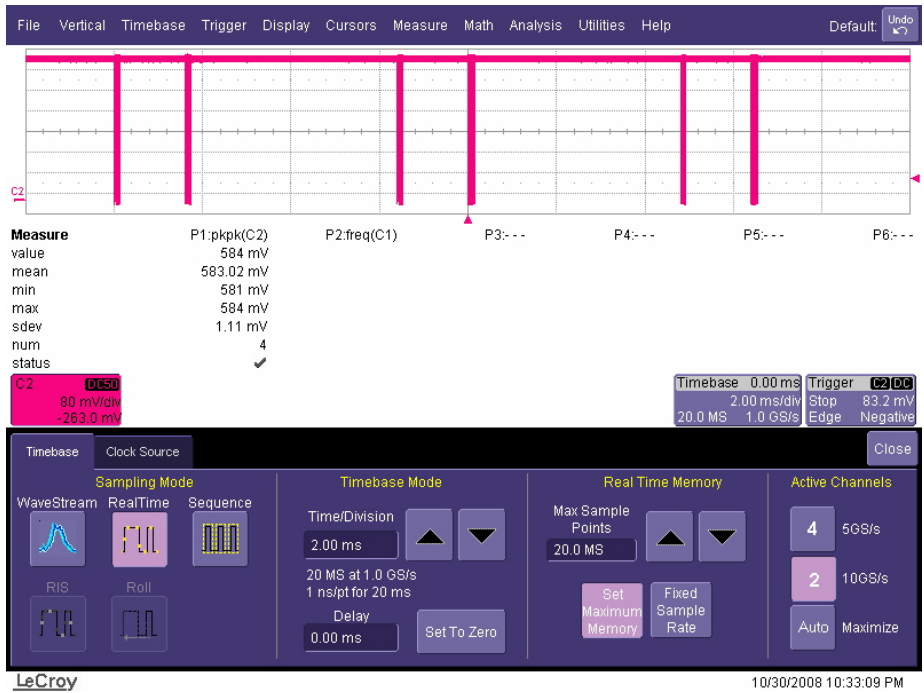 File Vertical Timebase Trigger Display Cursors Measure Math Analysis Utilities Help Default: Undo
C2
Measure P1:pkpk(C2) P2:freq(C1) P3:- - - P4:- - - P5:- - - P6:- - -
value 584 mV
mean 583.02 mV
min 581 mV
max 584 mV
sdev 1.11 mV
num 4
status ✔
C2 DC50
80 mV/div
-263.0 mV
Timebase 0.00 ms
2.00 ms/div
20.0 MS 1.0 GS/s
Trigger C2 DC
Stop 83.2 mV
Edge Negative
Timebase Clock Source Close
Sampling Mode
WaveStream RealTime Sequence
RIS Roll
Timebase Mode
Time/Division
2.00 ms
20 MS at 1.0 GS/s
1 ns/pt for 20 ms
Delay
0.00 ms Set To Zero
Real Time Memory
Max Sample
Points
20.0 MS
Set
Maximum
Memory
Fixed
Sample
Rate
Active Channels
4 5GS/s
2 10GS/s
Auto Maximize
LeCroy 10/30/2008 10:33:09 PM